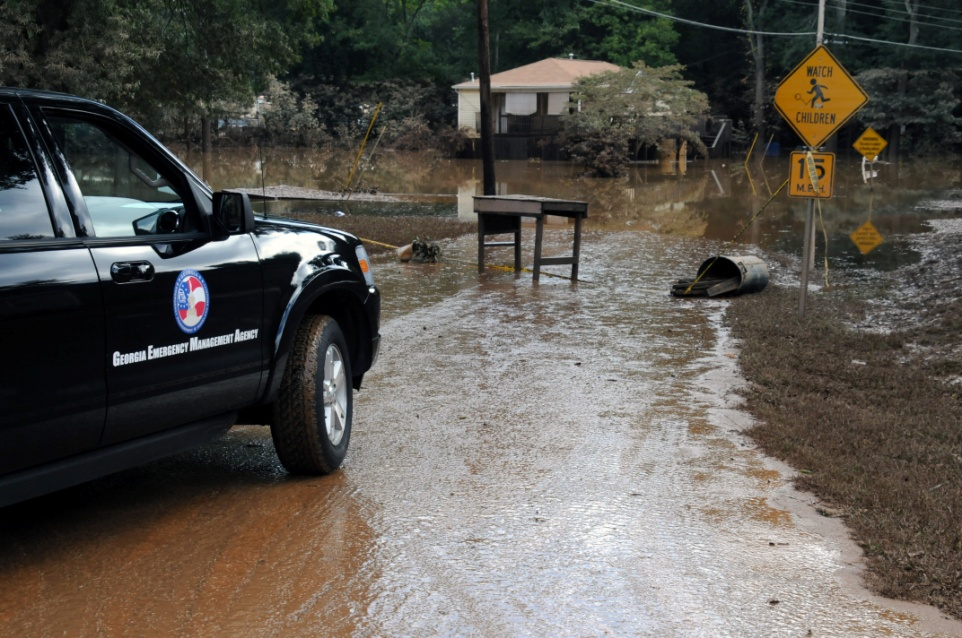 Georgia Emergency Management Agency
WATCH
CHILDREN
15
M.P.H.